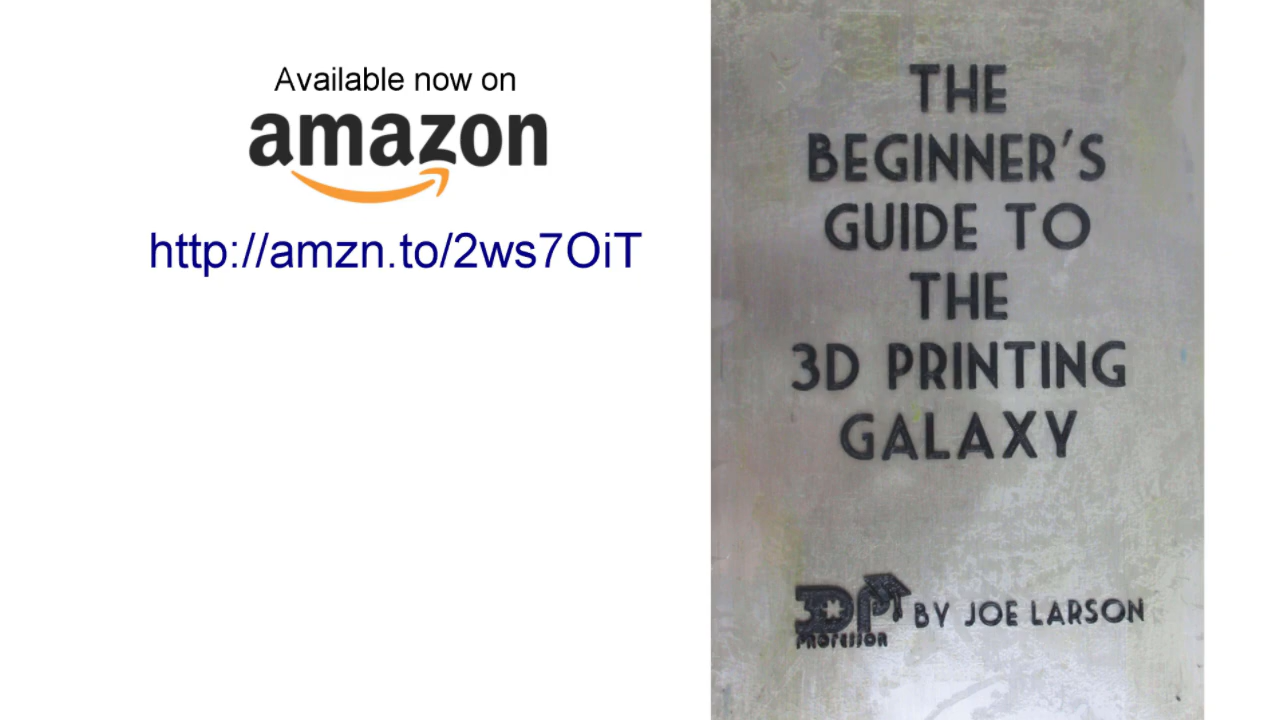 Available now on
amazon
http://amzn.to/2ws7OiT
THE
BEGINNER'S
GUIDE TO
THE
3D PRINTING
GALAXY
3DP BY JOE LARSON
PROFESSOR